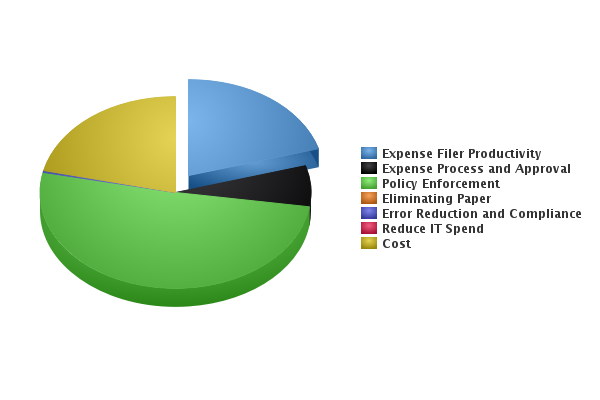 Expense Filer Productivity
Expense Process and Approval
Policy Enforcement
Eliminating Paper
Error Reduction and Compliance
Reduce IT Spend
Cost